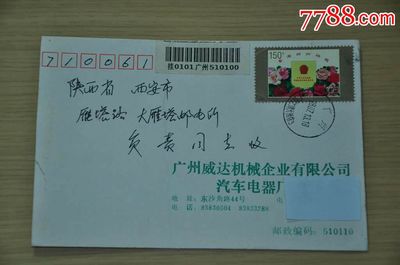 7788.com
710061
挂0101 广州 510100
150分
陕西省 西安市
雁塔路 大雁塔邮电所
负责同志收
广州威达机械企业有限公司
汽车电器厂
地址：东沙角路44号
电话：83830504 83853288
邮政编码：510110